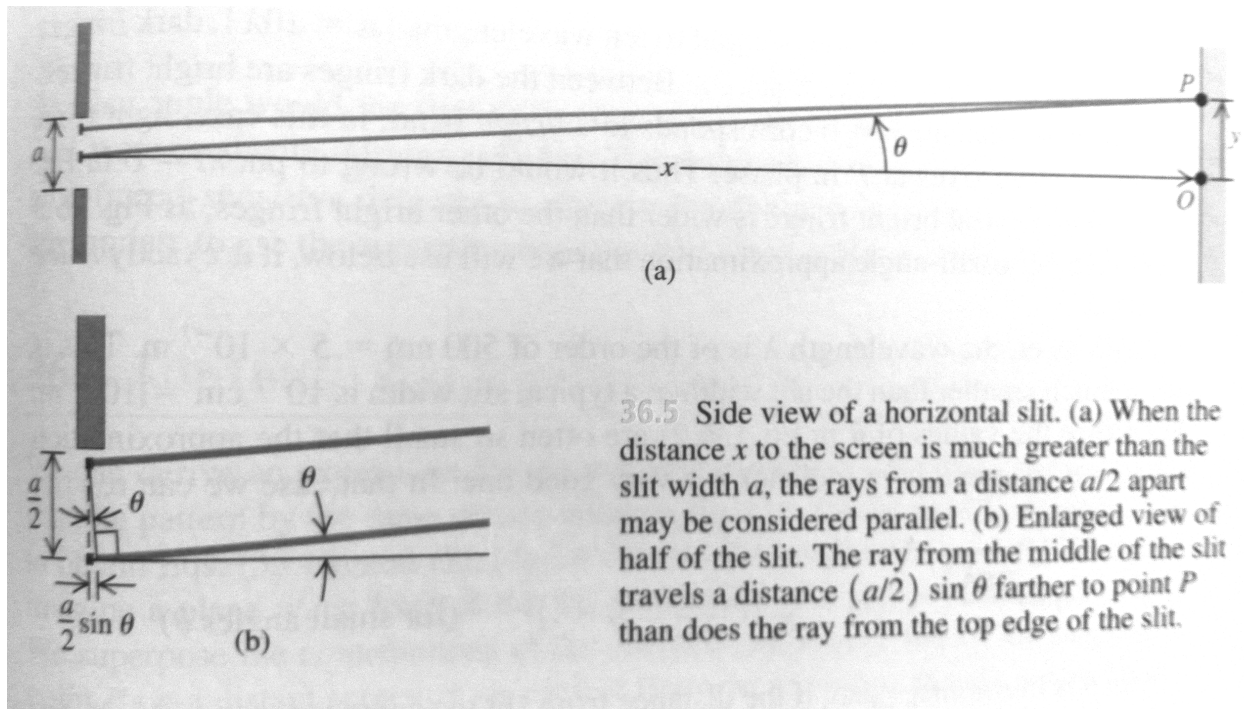 P
a
θ
x
y
O
(a)
a
2
θ
θ
a
2 sin θ
(b)
36.5 Side view of a horizontal slit. (a) When the
distance x to the screen is much greater than the
slit width a, the rays from a distance a/2 apart
may be considered parallel. (b) Enlarged view of
half of the slit. The ray from the middle of the slit
travels a distance (a/2) sin θ farther to point P
than does the ray from the top edge of the slit.